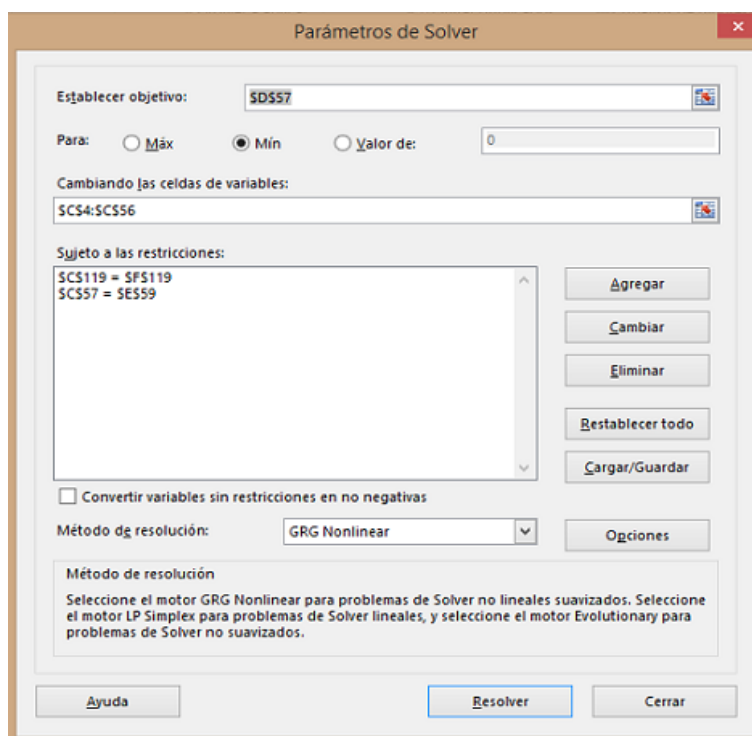 Parámetros de Solver
Establecer objetivo:
$D$57
Para:
Máx
Mín
Valor de:
0
Cambiando las celdas de variables:
$C$4:$C$56
Sujeto a las restricciones:
$C$119 = $F$119
$C$57 = $E$59
Agregar
Cambiar
Eliminar
Restablecer todo
Cargar/Guardar
Convertir variables sin restricciones en no negativas
Método de resolución:
GRG Nonlinear
Opciones
Método de resolución
Seleccione el motor GRG Nonlinear para problemas de Solver no lineales suavizados. Seleccione
el motor LP Simplex para problemas de Solver lineales, y seleccione el motor Evolutionary para
problemas de Solver no suavizados.
Ayuda
Resolver
Cerrar